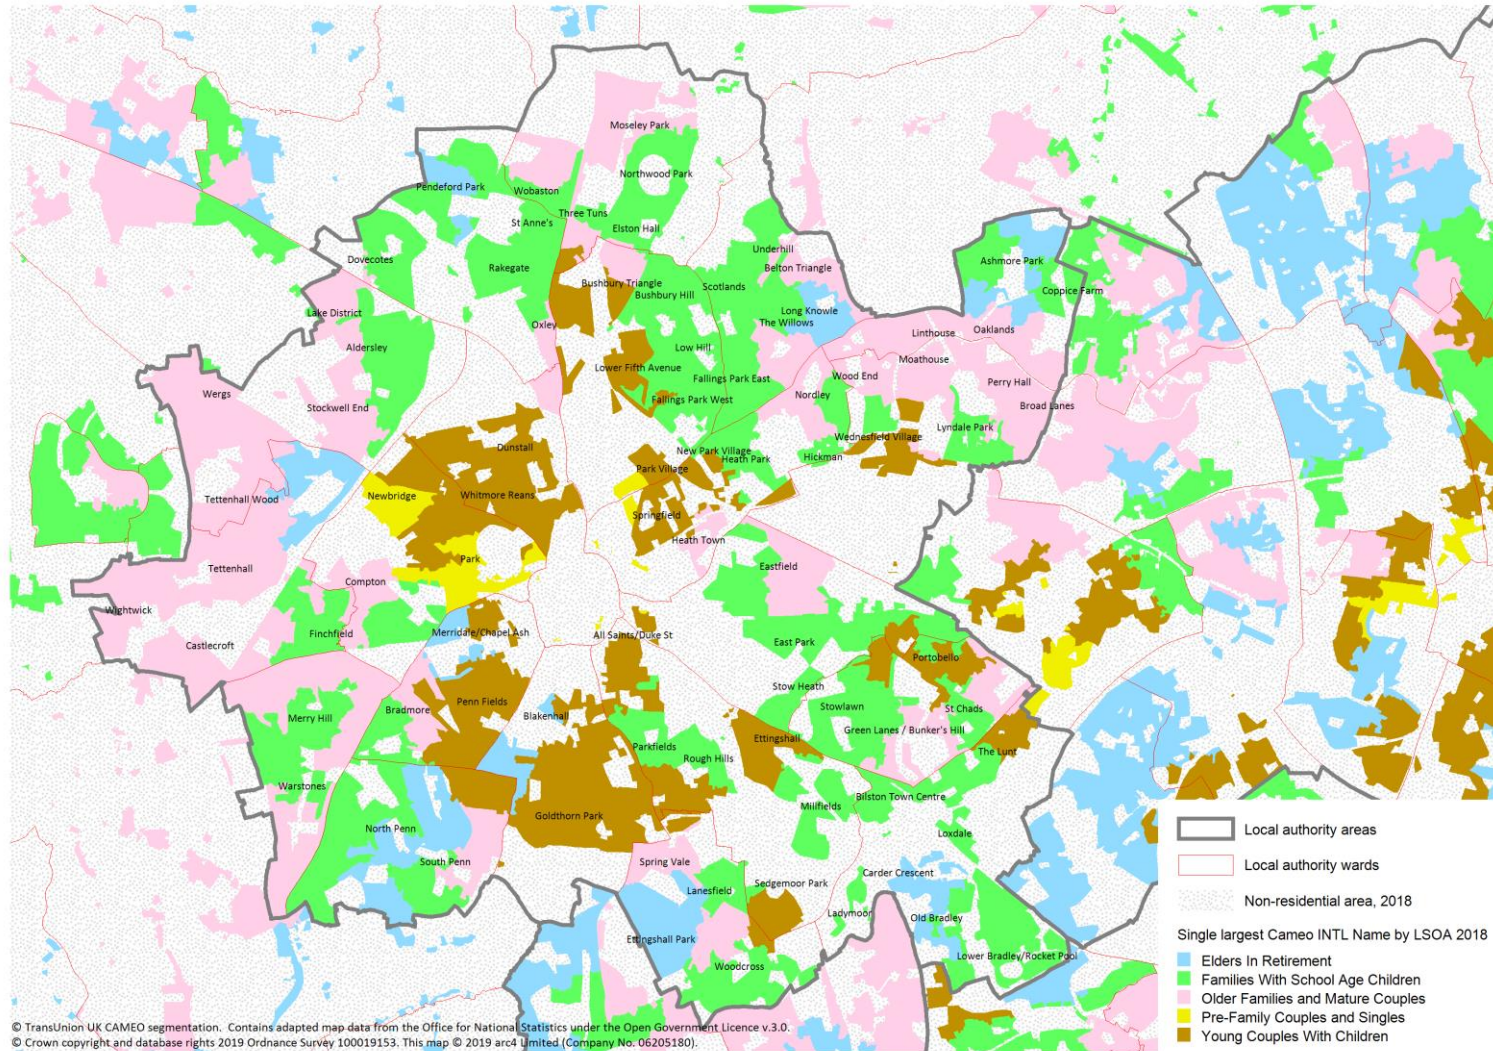 Moseley Park
Northwood Park
Pendeford Park
Wobaston
Three Tuns
St Anne's
Elston Hall
Underhill
Dovecotes
Rakegate
Belton Triangle
Ashmore Park
Bushbury Triangle
Scotlands
Bushbury Hill
Coppice Farm
Lake District
Long Knowle
Oxley
The Willows
Linthouse
Oaklands
Aldersley
Low Hill
Moathouse
Lower Fifth Avenue
Fallings Park East
Wood End
Perry Hall
Wergs
Nordley
Fallings Park West
Stockwell End
Broad Lanes
Lyndale Park
Wednesfield Village
Dunstall
New Park Village
Heath Park
Hickman
Park Village
Newbridge
Whitmore Reans
Tettenhall Wood
Springfield
Heath Town
Park
Tettenhall
Eastfield
Compton
Wightwick
Finchfield
Merridale/Chapel Ash
All Saints/Duke St
East Park
Castlecroft
Portobello
Stow Heath
Penn Fields
Stowlawn
St Chads
Bradmore
Merry Hill
Blakenhall
Green Lanes / Bunker's Hill
Ettingshall
Parkfields
The Lunt
Rough Hills
Warstones
Bilston Town Centre
Millfields
Goldthorn Park
North Penn
Loxdale
South Penn
Spring Vale
Carder Crescent
Sedgemoor Park
Lanesfield
Ladymoor
Old Bradley
Ettingshall Park
Lower Bradley/Rocket Pool
Woodcross
Local authority areas
Local authority wards
Non-residential area, 2018
Single largest Cameo INTL Name by LSOA 2018
Elders In Retirement
Families With School Age Children
Older Families and Mature Couples
Pre-Family Couples and Singles
Young Couples With Children
© TransUnion UK CAMEO segmentation.  Contains adapted map data from the Office for National Statistics under the Open Government Licence v.3.0.
© Crown copyright and database rights 2019 Ordnance Survey 100019153. This map © 2019 arc4 Limited (Company No. 06205180).